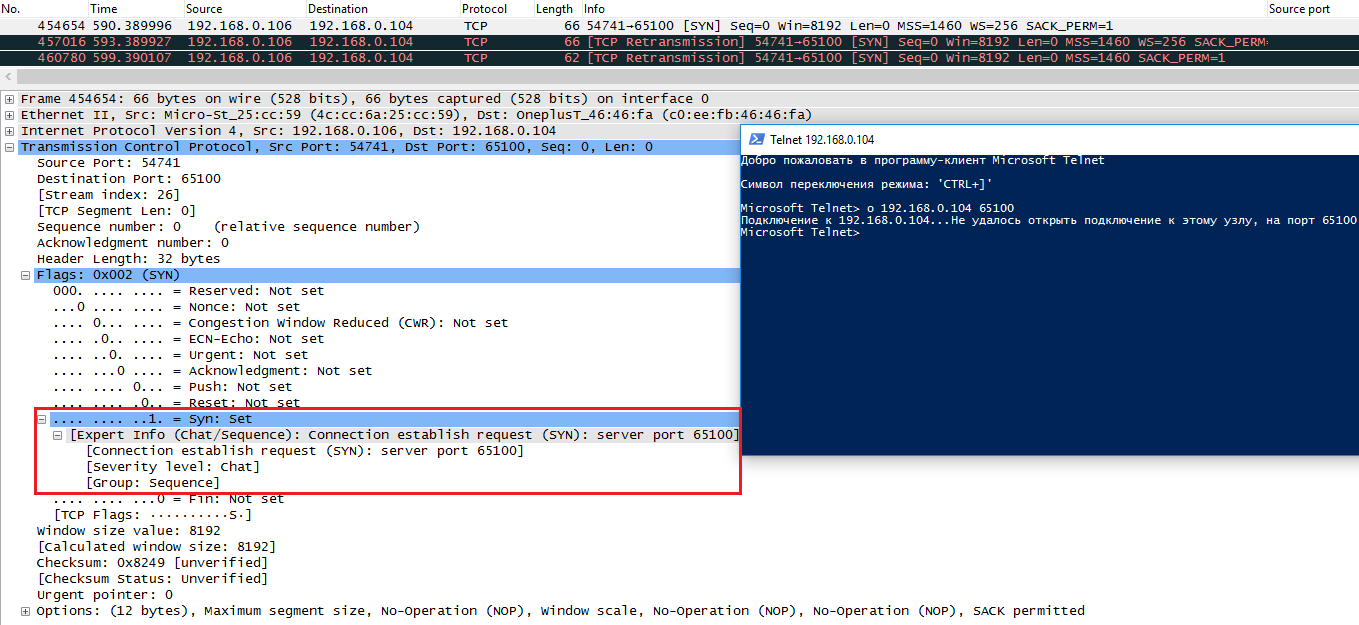 No. Time Source Destination Protocol Length Info Source port
454654 590.389996 192.168.0.106 192.168.0.104 TCP 66 54741→65100 [SYN] Seq=0 Win=8192 Len=0 MSS=1460 WS=256 SACK_PERM=1
457016 593.389927 192.168.0.106 192.168.0.104 TCP 66 [TCP Retransmission] 54741→65100 [SYN] Seq=0 Win=8192 Len=0 MSS=1460 WS=256 SACK_PERM=
460780 599.390107 192.168.0.106 192.168.0.104 TCP 62 [TCP Retransmission] 54741→65100 [SYN] Seq=0 Win=8192 Len=0 MSS=1460 SACK_PERM=1
Frame 454654: 66 bytes on wire (528 bits), 66 bytes captured (528 bits) on interface 0
Ethernet II, Src: Micro-St_25:cc:59 (4c:cc:6a:25:cc:59), Dst: OneplusT_46:46:fa (c0:ee:fb:46:46:fa)
Internet Protocol Version 4, Src: 192.168.0.106, Dst: 192.168.0.104
Transmission Control Protocol, Src Port: 54741, Dst Port: 65100, Seq: 0, Len: 0
Source Port: 54741
Destination Port: 65100
[Stream index: 26]
[TCP Segment Len: 0]
Sequence number: 0 (relative sequence number)
Acknowledgment number: 0
Header Length: 32 bytes
Flags: 0x002 (SYN)
000. .... .... = Reserved: Not set
...0 .... .... = Nonce: Not set
.... 0... .... = Congestion Window Reduced (CWR): Not set
.... .0.. .... = ECN-Echo: Not set
.... ..0. .... = Urgent: Not set
.... ...0 .... = Acknowledgment: Not set
.... .... 0... = Push: Not set
.... .... .0.. = Reset: Not set
.... .... ..1. = Syn: Set
[Expert Info (Chat/Sequence): Connection establish request (SYN): server port 65100]
[Connection establish request (SYN): server port 65100]
[Severity level: Chat]
[Group: Sequence]
.... .... ...0 = Fin: Not set
[TCP Flags: ··········S·]
Window size value: 8192
[Calculated window size: 8192]
Checksum: 0x8249 [unverified]
[Checksum Status: Unverified]
Urgent pointer: 0
Options: (12 bytes), Maximum segment size, No-Operation (NOP), Window scale, No-Operation (NOP), No-Operation (NOP), SACK permitted
Telnet 192.168.0.104
Добро пожаловать в программу-клиент Microsoft Telnet
Символ переключения режима: 'CTRL+]'
Microsoft Telnet> o 192.168.0.104 65100
Подключение к 192.168.0.104...Не удалось открыть подключение к этому узлу, на порт 65100
Microsoft Telnet>